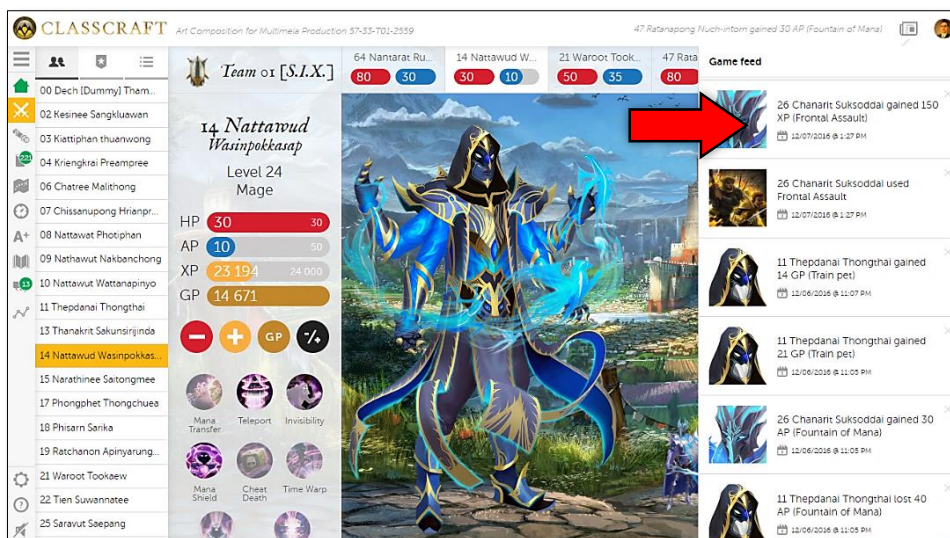 CLASSCRAFT
Art Composition for Multimeia Production 57-33-T01-2559
47 Ratanapong Nuch-intom gained 30 AP (Fountain of Mana)
00 Dech [Dummy] Tham...
02 Kesinee Sangkluawan
03 Kiattiphan thuanwong
04 Kriengkrai Preampree
06 Chatree Malithong
07 Chissanupong Hrianpr...
08 Nattawat Photiphan
09 Nathawut Nakbanchong
10 Nattawut Wattanapinyo
11 Thepdanai Thongthai
13 Thanakrit Sakunsirijinda
14 Nattawud Wasinpokkas...
15 Narathinee Saitongmee
17 Phongphet Thongchuea
18 Phisarn Sarika
19 Ratchanon Apinyarung...
21 Waroot Tookaew
22 Tien Suwannatee
25 Saravut Saepang
221
A+
13
Team 01 [S.I.X.]
64 Nantarat Ru...
80 30
14 Nattawud W...
30 10
21 Waroot Took...
50 35
47 Rata
80
14 Nattawud
Wasinpokkasap
Level 24
Mage
HP 30 30
AP 10 50
XP 23 194 24 000
GP 14 671
GP
Mana
Transfer
Teleport
Invisibility
Mana
Shield
Cheat
Death
Time Warp
Game feed
26 Chanarit Suksoddai gained 150
XP (Frontal Assault)
12/07/2016 @ 1:27 PM
26 Chanarit Suksoddai used
Frontal Assault
12/07/2016 @ 1:27 PM
11 Thepdanai Thongthai gained
14 GP (Train pet)
12/06/2016 @ 11:07 PM
11 Thepdanai Thongthai gained
21 GP (Train pet)
12/06/2016 @ 11:05 PM
26 Chanarit Suksoddai gained 30
AP (Fountain of Mana)
12/06/2016 @ 11:05 PM
11 Thepdanai Thongthai lost 40
AP (Fountain of Mana)
12/06/2016 @ 11:05 PM